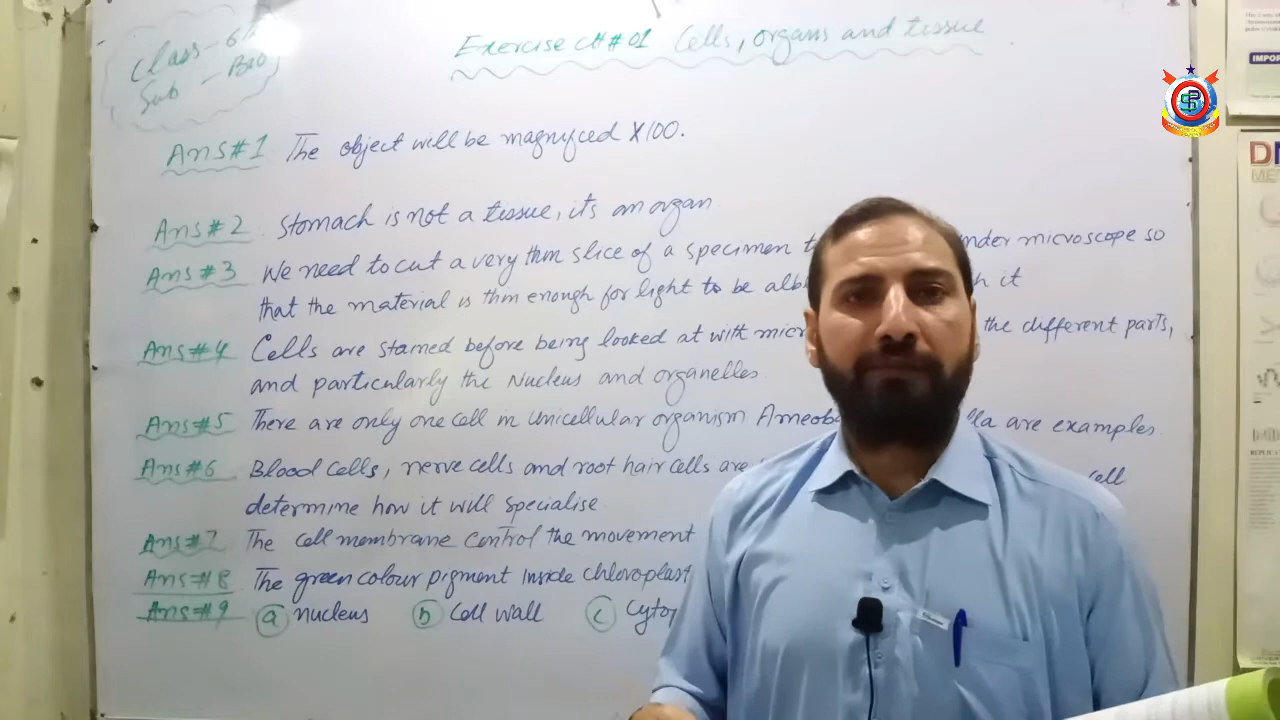 Class - 6th
Sub - Bio
Exercise CH# 01 Cells, organs and tissue
Ans#1 The object will be magnified X100.
Ans#2 Stomach is not a tissue, its an organ
Ans#3 We need to cut a very thin slice of a specimen under microscope so
that the material is thin enough for light to be it
Ans#4 Cells are stained before being looked at with the different parts,
and particularly the Nucleus and organelles
Ans#5 There are only one cell in Unicellular organism are examples.
Ans#6 Blood Cells, nerve cells and root hair cells are cell
determine how it will specialise
Ans#7 The cell membrane control the movement
Ans#8 The green colour pigment inside chloroplast
Ans#9 (a) nucleus (b) Cell wall (c)
IMPOR